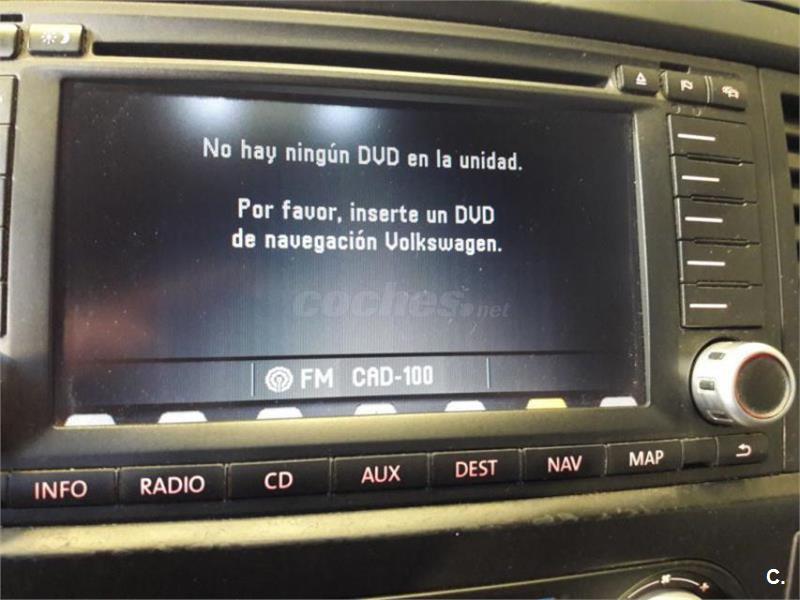 No hay ningún DVD en la unidad.
Por favor, inserte un DVD
de navegación Volkswagen.
coches.net
FM CAD-100
INFO RADIO CD AUX DEST NAV MAP
C.